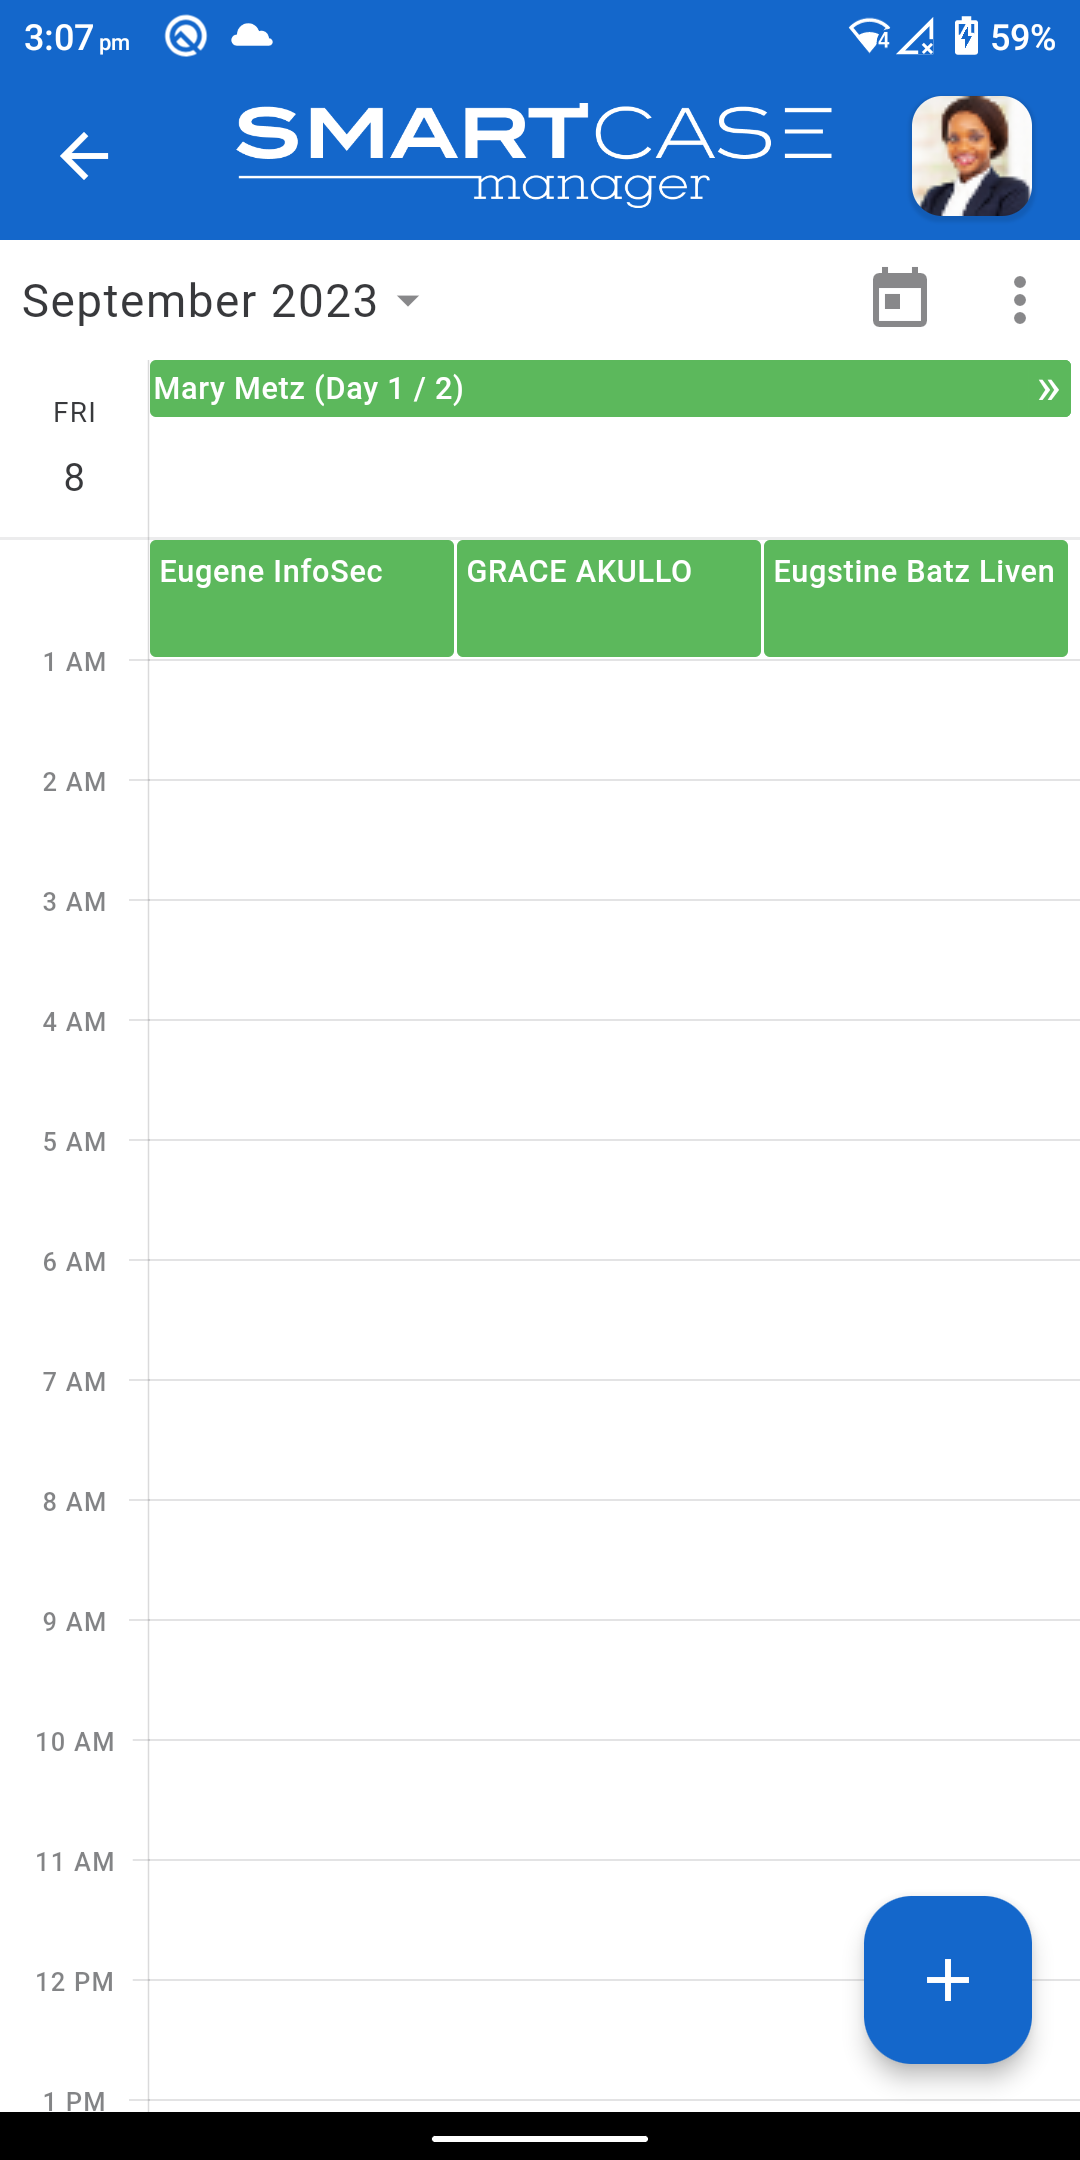 3:07 pm
59%
SMARTCASE
manager
September 2023
Mary Metz (Day 1 / 2)
FRI
8
Eugene InfoSec
GRACE AKULLO
Eugstine Batz Liven
1 AM
2 AM
3 AM
4 AM
5 AM
6 AM
7 AM
8 AM
9 AM
10 AM
11 AM
12 PM
1 PM